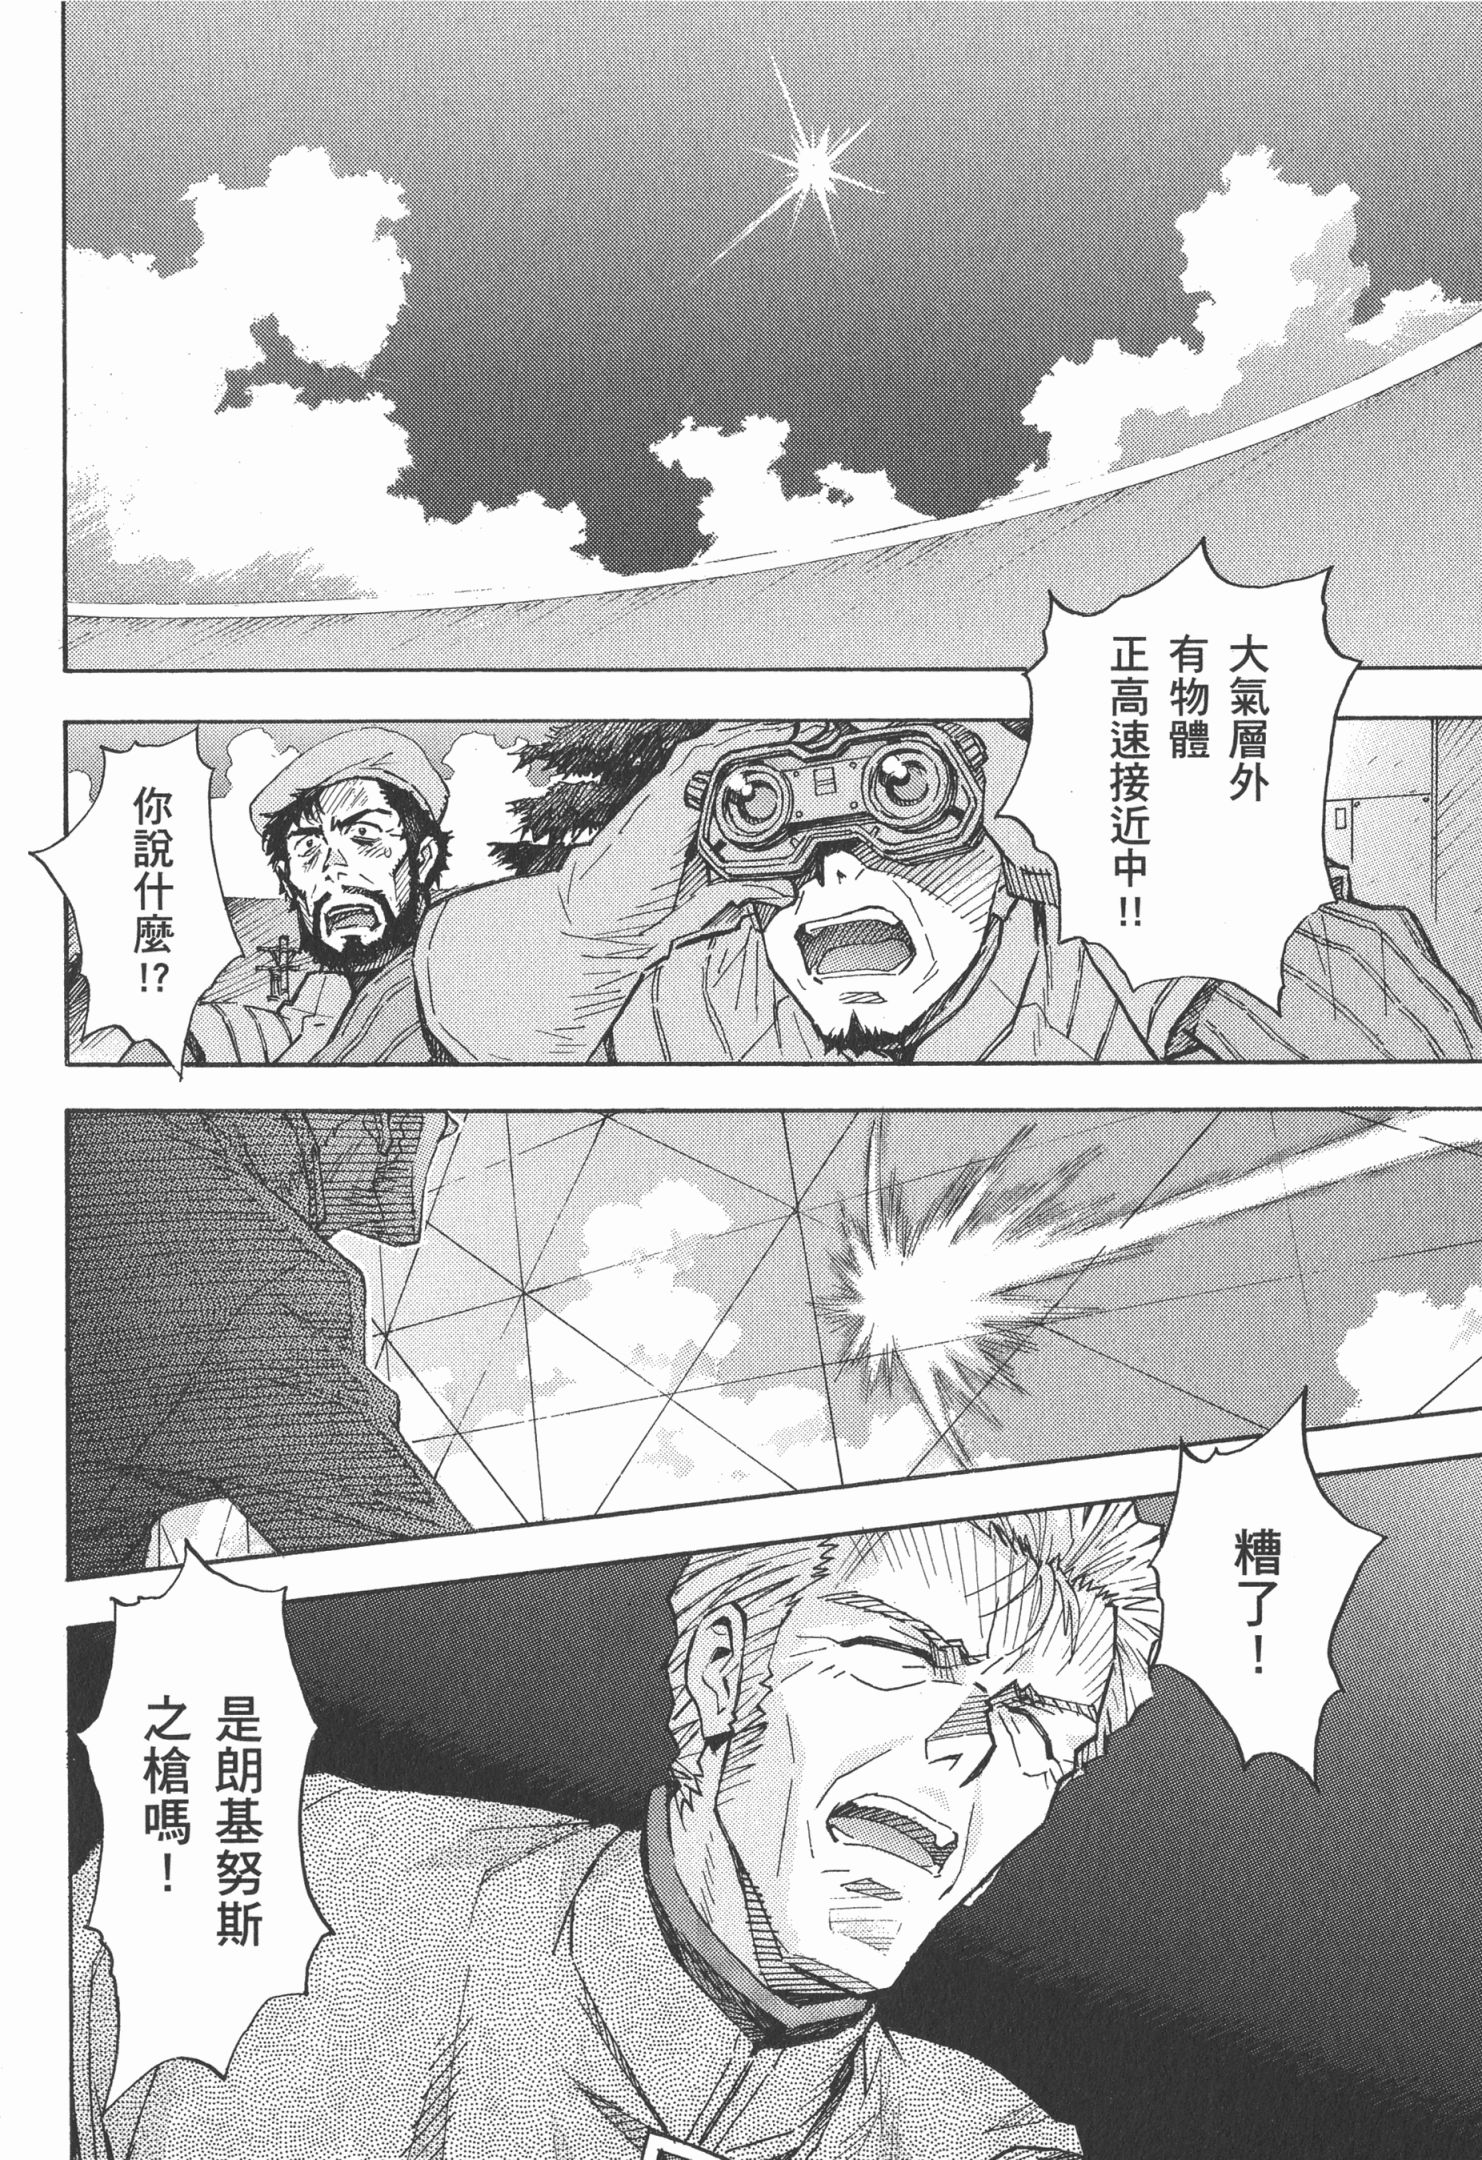 大氣層外
有物體
正高速接近中!!
你說什麼!?
糟了！
是朗基努斯
之槍嗎！